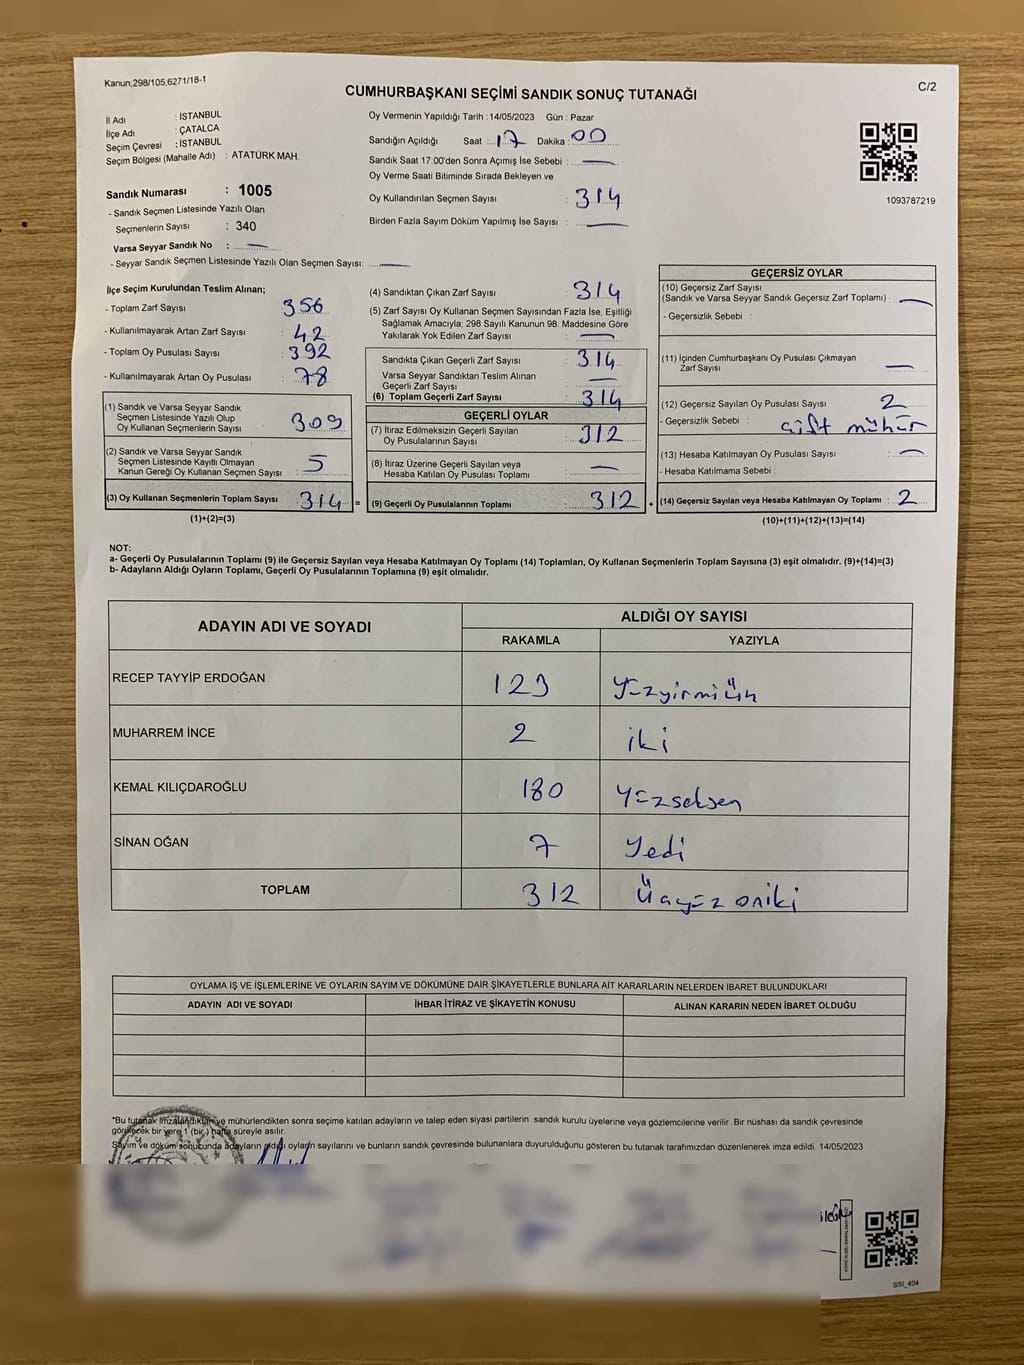 Kanun;298/105;6271/18-1
C/2
CUMHURBAŞKANI SEÇİMİ SANDIK SONUÇ TUTANAĞI
İl Adı : İSTANBUL
İlçe Adı : ÇATALCA
Seçim Çevresi : İSTANBUL
Seçim Bölgesi (Mahalle Adı) : ATATÜRK MAH.
Sandık Numarası : 1005
- Sandık Seçmen Listesinde Yazılı Olan
Seçmenlerin Sayısı : 340
Varsa Seyyar Sandık No :
- Seyyar Sandık Seçmen Listesinde Yazılı Olan Seçmen Sayısı:
Oy Vermenin Yapıldığı Tarih : 14/05/2023 Gün : Pazar
Sandığın Açıldığı Saat : 17 Dakika : 00
Sandık Saat 17:00'den Sonra Açımış İse Sebebi :
Oy Verme Saati Bitiminde Sırada Bekleyen ve
Oy Kullandırılan Seçmen Sayısı : 314
Birden Fazla Sayım Döküm Yapılmış İse Sayısı :
1093787219
İlçe Seçim Kurulundan Teslim Alınan;
- Toplam Zarf Sayısı : 356
- Kullanılmayarak Artan Zarf Sayısı : 42
- Toplam Oy Pusulası Sayısı : 392
- Kullanılmayarak Artan Oy Pusulası : 78
(1) Sandık ve Varsa Seyyar Sandık
Seçmen Listesinde Yazılı Olup
Oy Kullanan Seçmenlerin Sayısı : 309
(2) Sandık ve Varsa Seyyar Sandık
Seçmen Listesinde Kayıtlı Olmayan
Kanun Gereği Oy Kullanan Seçmen Sayısı : 5
(3) Oy Kullanan Seçmenlerin Toplam Sayısı : 314 =
(1)+(2)=(3)
(4) Sandıktan Çıkan Zarf Sayısı : 314
(5) Zarf Sayısı Oy Kullanan Seçmen Sayısından Fazla İse, Eşitliği
Sağlamak Amacıyla; 298 Sayılı Kanunun 98. Maddesine Göre
Yakılarak Yok Edilen Zarf Sayısı :
Sandıkta Çıkan Geçerli Zarf Sayısı : 314
Varsa Seyyar Sandıktan Teslim Alınan
Geçerli Zarf Sayısı :
(6) Toplam Geçerli Zarf Sayısı : 314
GEÇERLİ OYLAR
(7) İtiraz Edilmeksizin Geçerli Sayılan
Oy Pusulalarının Sayısı : 312
(8) İtiraz Üzerine Geçerli Sayılan veya
Hesaba Katılan Oy Pusulası Toplamı :
(9) Geçerli Oy Pusulalarının Toplamı : 312 +
GEÇERSİZ OYLAR
(10) Geçersiz Zarf Sayısı
(Sandık ve Varsa Seyyar Sandık Geçersiz Zarf Toplamı) :
- Geçersizlik Sebebi :
(11) İçinden Cumhurbaşkanı Oy Pusulası Çıkmayan
Zarf Sayısı :
(12) Geçersiz Sayılan Oy Pusulası Sayısı : 2
- Geçersizlik Sebebi : çift mühür
(13) Hesaba Katılmayan Oy Pusulası Sayısı :
- Hesaba Katılmama Sebebi :
(14) Geçersiz Sayılan veya Hesaba Katılmayan Oy Toplamı : 2
(10)+(11)+(12)+(13)=(14)
NOT:
a- Geçerli Oy Pusulalarının Toplamı (9) ile Geçersiz Sayılan veya Hesaba Katılmayan Oy Toplamı (14) Toplamları, Oy Kullanan Seçmenlerin Toplam Sayısına (3) eşit olmalıdır. (9)+(14)=(3)
b- Adayların Aldığı Oyların Toplamı, Geçerli Oy Pusulalarının Toplamına (9) eşit olmalıdır.
ADAYIN ADI VE SOYADI
ALDIĞI OY SAYISI
RAKAMLA YAZIYLA
RECEP TAYYİP ERDOĞAN 123 Yüzyirmiüin
MUHARREM İNCE 2 iki
KEMAL KILIÇDAROĞLU 180 Yüzseksen
SİNAN OĞAN 7 Yedi
TOPLAM 312 Üçyüz oniki
OYLAMA İŞ VE İŞLEMLERİNE VE OYLARIN SAYIM VE DÖKÜMÜNE DAİR ŞİKAYETLERLE BUNLARA AİT KARARLARIN NELERDEN İBARET BULUNDUKLARI
ADAYIN ADI VE SOYADI İHBAR İTİRAZ VE ŞİKAYETİN KONUSU ALINAN KARARIN NEDEN İBARET OLDUĞU
*Bu tutanak imzalandıktan ve mühürlendikten sonra seçime katılan adayların ve talep eden siyasi partilerin sandık kurulu üyelerine veya gözlemcilerine verilir .Bir nüshası da sandık çevresinde
görülecek bir yere 1 (bir ) hafta süreyle asılır.
Sayım ve döküm sonucunda adayların aldığı oyların sayılarını ve bunların sandık çevresinde bulunanlara duyurulduğunu gösteren bu tutanak tarafımızdan düzenlenerek imza edildi. 14/05/2023
SSI_404